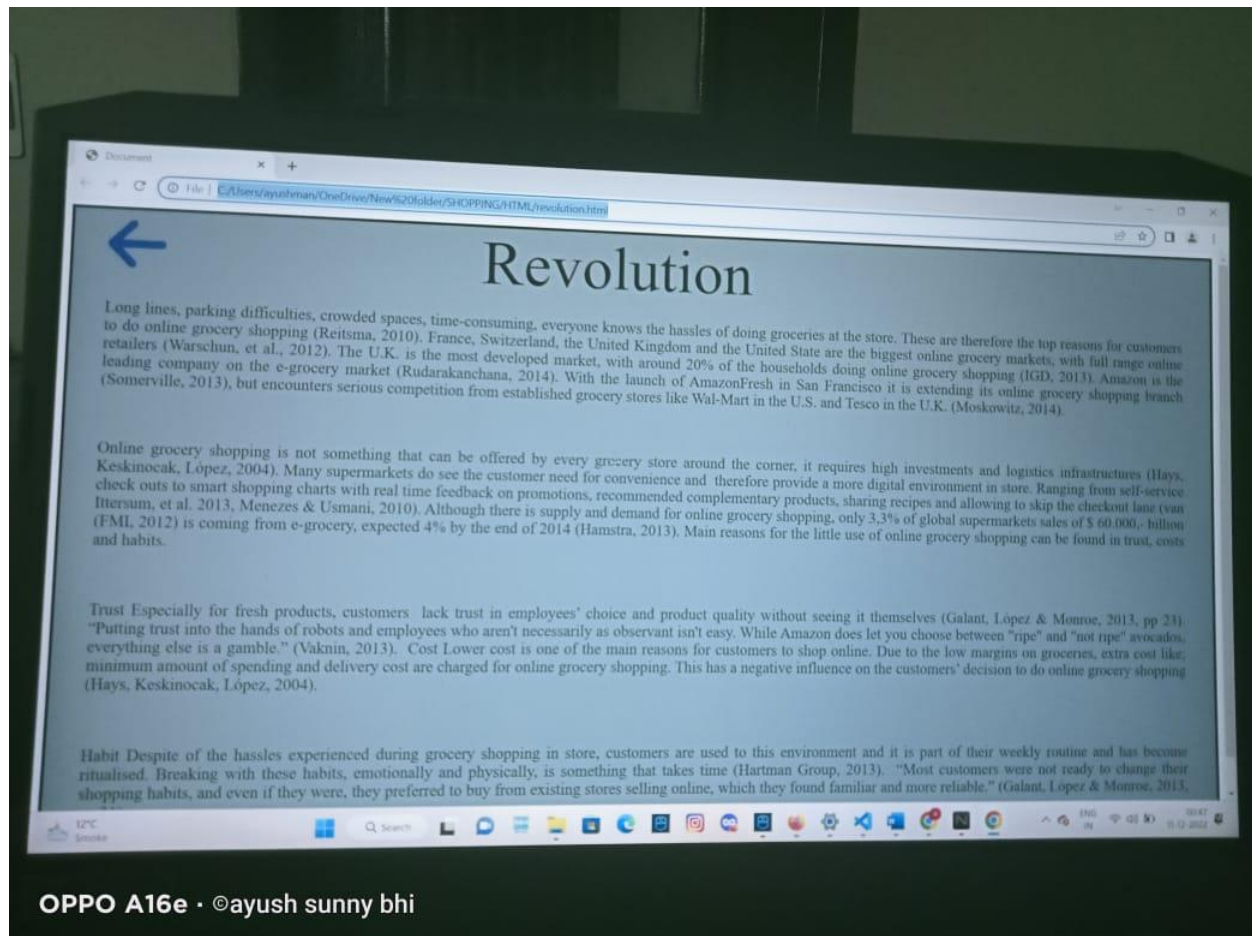 Document
File | C:/Users/ayushman/OneDrive/New%20folder/SHOPPING/HTML/revolution.html
Revolution
Long lines, parking difficulties, crowded spaces, time-consuming, everyone knows the hassles of doing groceries at the store. These are therefore the top reasons for customers
to do online grocery shopping (Reitsma, 2010). France, Switzerland, the United Kingdom and the United State are the biggest online grocery markets, with full range online
retailers (Warschun, et al., 2012). The U.K. is the most developed market, with around 20% of the households doing online grocery shopping (IGD, 2013). Amazon is the
leading company on the e-grocery market (Rudarakanchana, 2014). With the launch of AmazonFresh in San Francisco it is extending its online grocery shopping branch
(Somerville, 2013), but encounters serious competition from established grocery stores like Wal-Mart in the U.S. and Tesco in the U.K. (Moskowitz, 2014).
Online grocery shopping is not something that can be offered by every grocery store around the corner, it requires high investments and logistics infrastructures (Hays,
Keskinocak, López, 2004). Many supermarkets do see the customer need for convenience and therefore provide a more digital environment in store. Ranging from self-service
check outs to smart shopping charts with real time feedback on promotions, recommended complementary products, sharing recipes and allowing to skip the checkout lane (van
Ittersum, et al. 2013, Menezes & Usmani, 2010). Although there is supply and demand for online grocery shopping, only 3,3% of global supermarkets sales of $ 60.000,- billion
(FMI, 2012) is coming from e-grocery, expected 4% by the end of 2014 (Hamstra, 2013). Main reasons for the little use of online grocery shopping can be found in trust, costs
and habits.
Trust Especially for fresh products, customers lack trust in employees' choice and product quality without seeing it themselves (Galant, López & Monroe, 2013, pp 23)
“Putting trust into the hands of robots and employees who aren't necessarily as observant isn't easy. While Amazon does let you choose between "ripe" and "not ripe" avocados,
everything else is a gamble.” (Vaknin, 2013). Cost Lower cost is one of the main reasons for customers to shop online. Due to the low margins on groceries, extra cost like;
minimum amount of spending and delivery cost are charged for online grocery shopping. This has a negative influence on the customers' decision to do online grocery shopping
(Hays, Keskinocak, López, 2004).
Habit Despite of the hassles experienced during grocery shopping in store, customers are used to this environment and it is part of their weekly routine and has become
ritualised. Breaking with these habits, emotionally and physically, is something that takes time (Hartman Group, 2013). “Most customers were not ready to change their
shopping habits, and even if they were, they preferred to buy from existing stores selling online, which they found familiar and more reliable.” (Galant, López & Monroe, 2013,
12°C
Smoke
Search
ENG
IN
00:47
11-12-2022
OPPO A16e · ©ayush sunny bhi